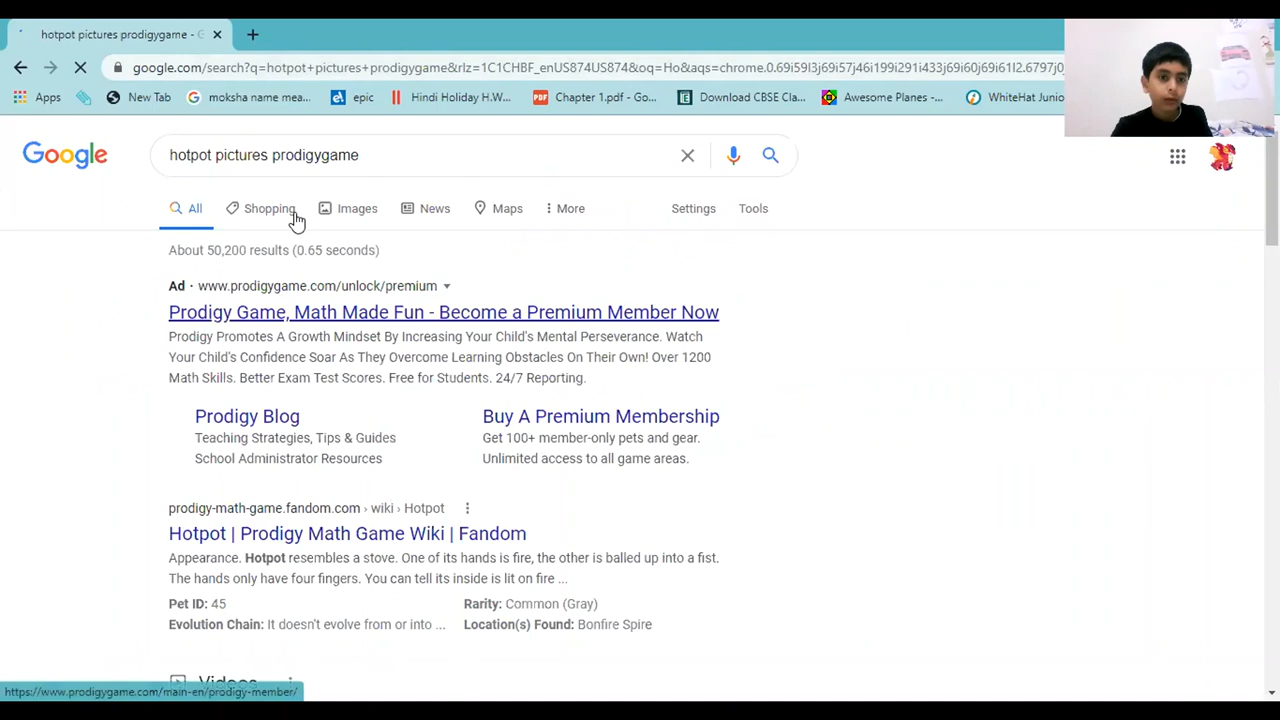 hotpot pictures prodigygame - G
google.com/search?q=hotpot+pictures+prodigygame&rlz=1C1CHBF_enUS874US874&oq=Ho&aqs=chrome.0.69i59l3j69i57j46i199i291i433j69i60j69i61l2.6797j0
Apps
New Tab
moksha name mea...
epic
Hindi Holiday H.W...
PDF
Chapter 1.pdf - Go...
Download CBSE Cla...
Awesome Planes -...
WhiteHat Junio
Google
hotpot pictures prodigygame
All
Shopping
Images
News
Maps
More
Settings
Tools
About 50,200 results (0.65 seconds)
Ad · www.prodigygame.com/unlock/premium
Prodigy Game, Math Made Fun - Become a Premium Member Now
Prodigy Promotes A Growth Mindset By Increasing Your Child's Mental Perseverance. Watch
Your Child's Confidence Soar As They Overcome Learning Obstacles On Their Own! Over 1200
Math Skills. Better Exam Test Scores. Free for Students. 24/7 Reporting.
Prodigy Blog
Teaching Strategies, Tips & Guides
School Administrator Resources
Buy A Premium Membership
Get 100+ member-only pets and gear.
Unlimited access to all game areas.
prodigy-math-game.fandom.com › wiki › Hotpot
Hotpot | Prodigy Math Game Wiki | Fandom
Appearance. Hotpot resembles a stove. One of its hands is fire, the other is balled up into a fist.
The hands only have four fingers. You can tell its inside is lit on fire ...
Pet ID: 45
Rarity: Common (Gray)
Evolution Chain: It doesn't evolve from or into ...
Location(s) Found: Bonfire Spire
Videos
https://www.prodigygame.com/main-en/prodigy-member/